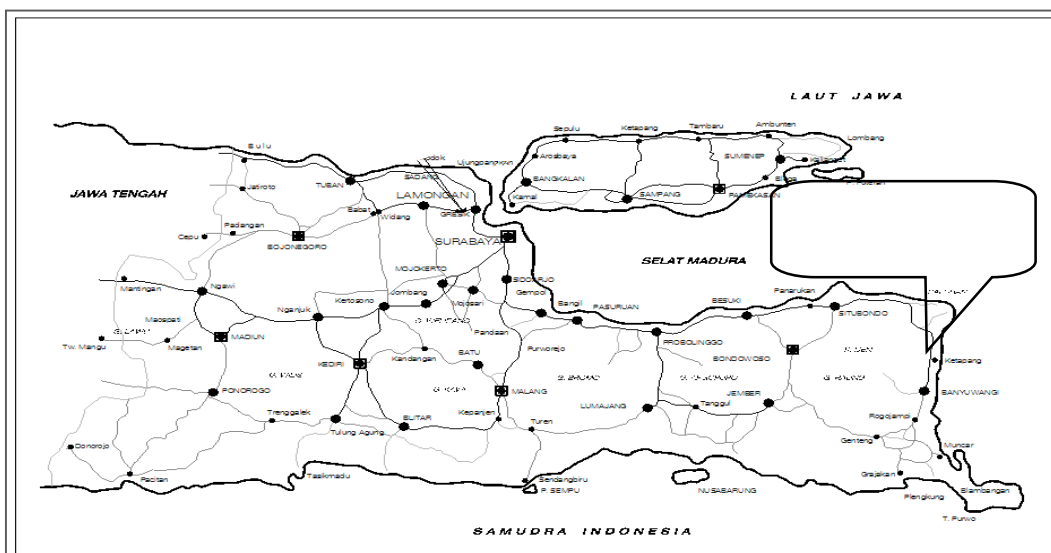 LAUT JAWA
Sepulu
Ketapang
Tambaru
Ambunten
Lombang
Bulu
Arosbaya
SUMENEP
Kalianget
JAWA TENGAH
Jatiroto
TUBAN
SADANG
BANGKALAN
SAMPANG
PAMEKASAN
LAMONGAN
Kamal
Babat
Widang
GRESIK
Padangan
Cepu
BOJONEGORO
SURABAYA
SELAT MADURA
MOJOKERTO
SIDOARJO
Mantingan
Ngawi
Kertosono
Jombang
Mojosari
Gempol
Bangil
PASURUAN
BESUKI
Panarukan
SITUBONDO
Nganjuk
Maospati
Pandaan
Tw. Mangu
Magetan
MADIUN
Purworejo
PROBOLINGGO
BATU
Kandangan
KEDIRI
BONDOWOSO
Ketapang
PONOROGO
MALANG
BANYUWANGI
LUMAJANG
Tanggul
JEMBER
Trenggalek
Tulung Agung
BLITAR
Kepanjen
Turen
Rogojampi
Genteng
Donorojo
Muncar
Pacitan
Tasikmadu
Sendangbiru
P. SEMPU
NUSABARUNG
Grajakan
Plengkung
Blambangan
T. Purwo
SAMUDRA INDONESIA